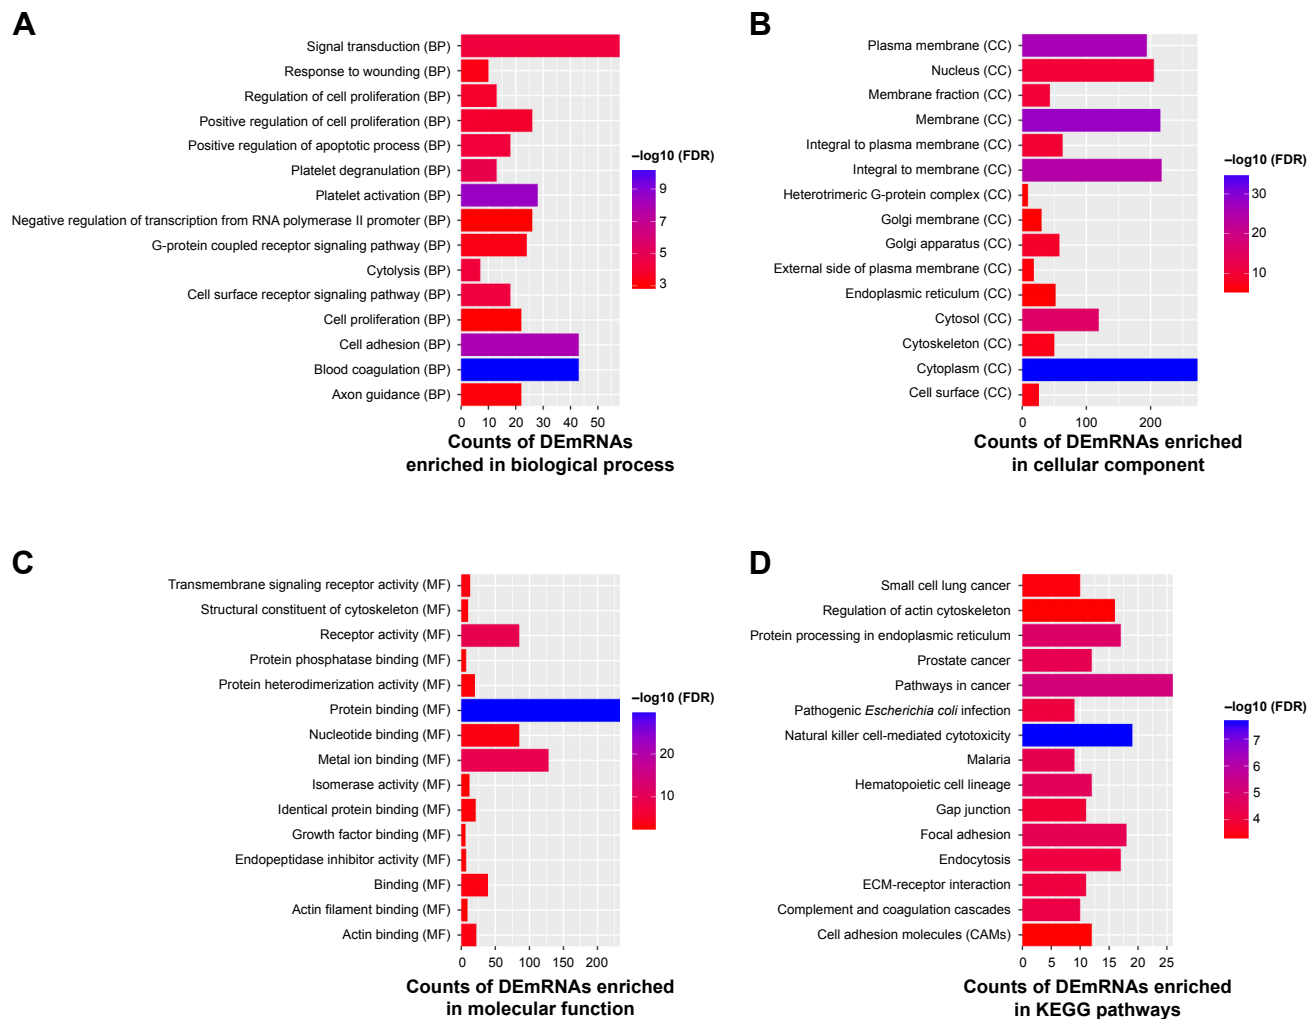 A
Signal transduction (BP)
Response to wounding (BP)
Regulation of cell proliferation (BP)
Positive regulation of cell proliferation (BP)
Positive regulation of apoptotic process (BP)
Platelet degranulation (BP)
Platelet activation (BP)
Negative regulation of transcription from RNA polymerase II promoter (BP)
G-protein coupled receptor signaling pathway (BP)
Cytolysis (BP)
Cell surface receptor signaling pathway (BP)
Cell proliferation (BP)
Cell adhesion (BP)
Blood coagulation (BP)
Axon guidance (BP)
0 10 20 30 40 50
Counts of DEmRNAs
enriched in biological process
–log10 (FDR)
9
7
5
3
B
Plasma membrane (CC)
Nucleus (CC)
Membrane fraction (CC)
Membrane (CC)
Integral to plasma membrane (CC)
Integral to membrane (CC)
Heterotrimeric G-protein complex (CC)
Golgi membrane (CC)
Golgi apparatus (CC)
External side of plasma membrane (CC)
Endoplasmic reticulum (CC)
Cytosol (CC)
Cytoskeleton (CC)
Cytoplasm (CC)
Cell surface (CC)
0 100 200
Counts of DEmRNAs enriched
in cellular component
–log10 (FDR)
30
20
10
C
Transmembrane signaling receptor activity (MF)
Structural constituent of cytoskeleton (MF)
Receptor activity (MF)
Protein phosphatase binding (MF)
Protein heterodimerization activity (MF)
Protein binding (MF)
Nucleotide binding (MF)
Metal ion binding (MF)
Isomerase activity (MF)
Identical protein binding (MF)
Growth factor binding (MF)
Endopeptidase inhibitor activity (MF)
Binding (MF)
Actin filament binding (MF)
Actin binding (MF)
0 50 100 150 200
Counts of DEmRNAs enriched
in molecular function
–log10 (FDR)
20
10
D
Small cell lung cancer
Regulation of actin cytoskeleton
Protein processing in endoplasmic reticulum
Prostate cancer
Pathways in cancer
Pathogenic Escherichia coli infection
Natural killer cell-mediated cytotoxicity
Malaria
Hematopoietic cell lineage
Gap junction
Focal adhesion
Endocytosis
ECM-receptor interaction
Complement and coagulation cascades
Cell adhesion molecules (CAMs)
0 5 10 15 20 25
Counts of DEmRNAs enriched
in KEGG pathways
–log10 (FDR)
7
6
5
4